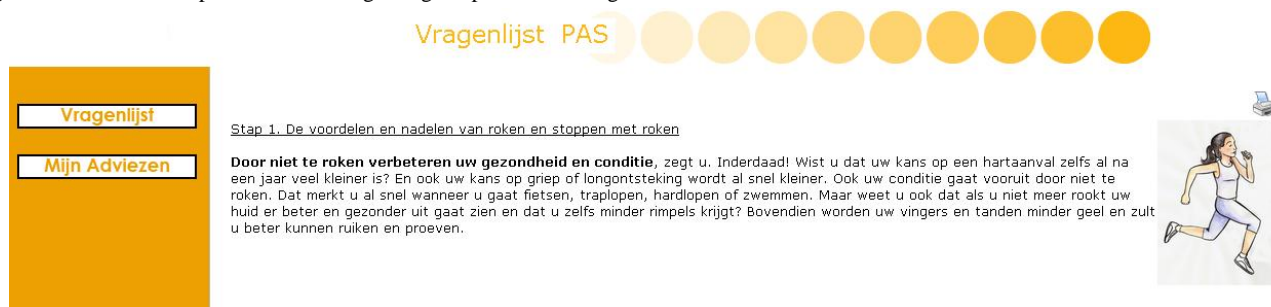 Vragenlijst PAS
Vragenlijst
Mijn Adviezen
Stap 1. De voordelen en nadelen van roken en stoppen met roken
Door niet te roken verbeteren uw gezondheid en conditie, zegt u. Inderdaad! Wist u dat uw kans op een hartaanval zelfs al na
een jaar veel kleiner is? En ook uw kans op griep of longontsteking wordt al snel kleiner. Ook uw conditie gaat vooruit door niet te
roken. Dat merkt u al snel wanneer u gaat fietsen, traplopen, hardlopen of zwemmen. Maar weet u ook dat als u niet meer rookt uw
huid er beter en gezonder uit gaat zien en dat u zelfs minder rimpels krijgt? Bovendien worden uw vingers en tanden minder geel en zult
u beter kunnen ruiken en proeven.